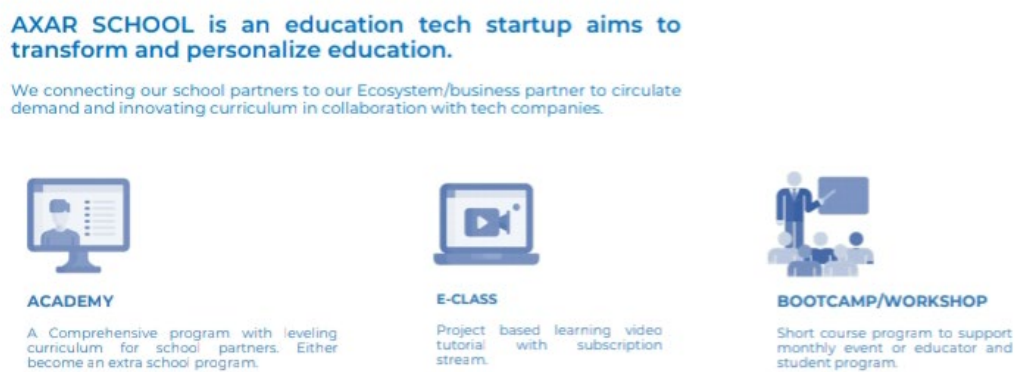 AXAR SCHOOL is an education tech startup aims to
transform and personalize education.
We connecting our school partners to our Ecosystem/business partner to circulate
demand and innovating curriculum in collaboration with tech companies.
ACADEMY
A Comprehensive program with leveling
curriculum for school partners. Either
become an extra school program.
E-CLASS
Project based learning video
tutorial with subscription
stream.
BOOTCAMP/WORKSHOP
Short course program to support
monthly event or educator and
student program.